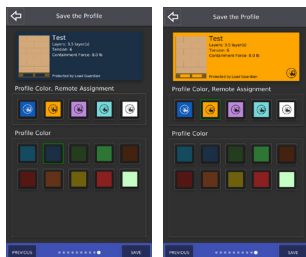 Save the Profile
Test
Layers: 3.5 layer(s)
Tension: 6
Containment Force: 0.0 lb
Protected by Load Guardian
Profile Color, Remote Assignment
Profile Color
PREVIOUS
SAVE
Save the Profile
Test
Layers: 3.5 layer(s)
Tension: 6
Containment Force: 0.0 lb
Protected by Load Guardian
Profile Color, Remote Assignment
Profile Color
PREVIOUS
SAVE